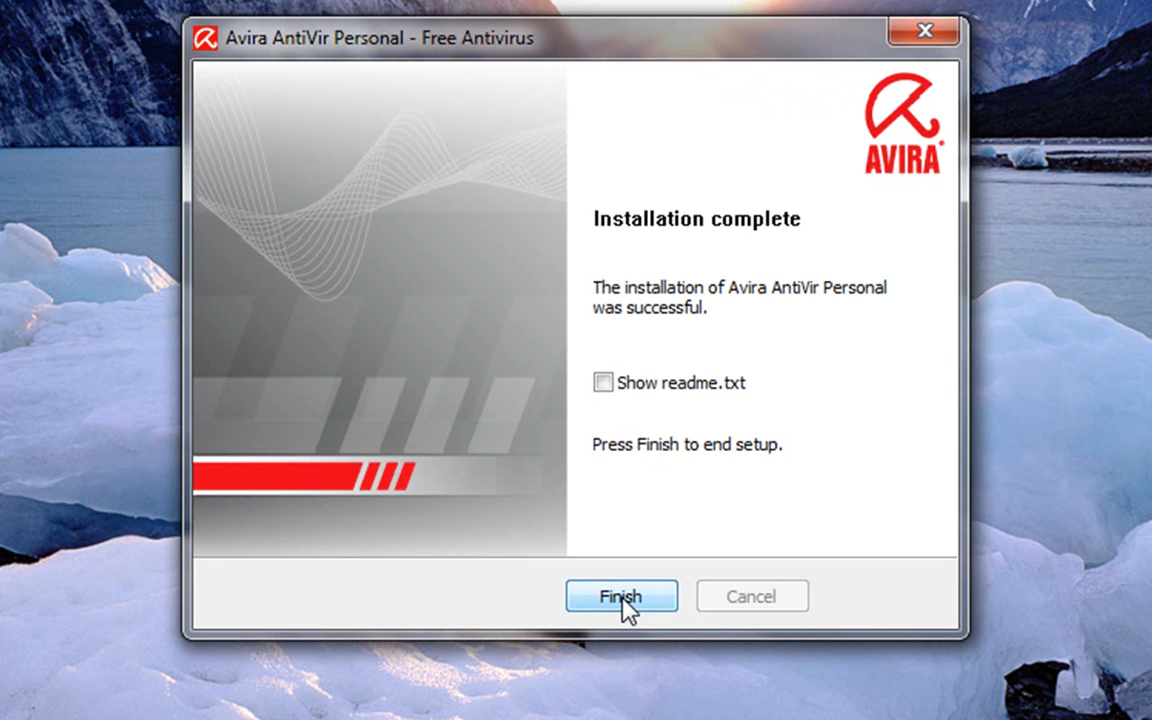 Avira AntiVir Personal - Free Antivirus
AVIRA
Installation complete
The installation of Avira AntiVir Personal
was successful.
Show readme.txt
Press Finish to end setup.
Finish
Cancel